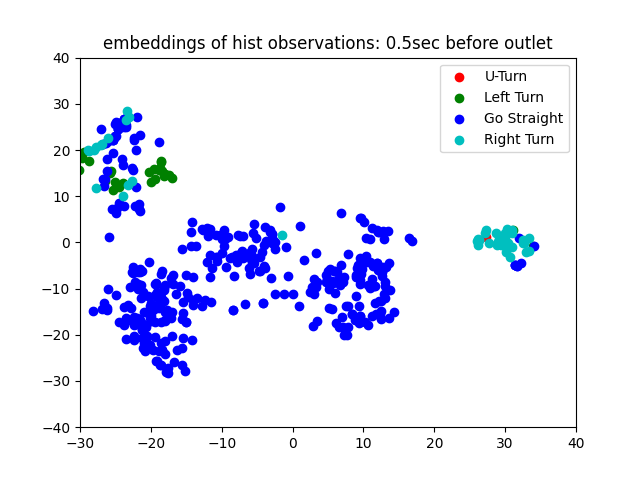 embeddings of hist observations: 0.5sec before outlet
U-Turn
Left Turn
Go Straight
Right Turn
40
30
20
10
0
−10
−20
−30
−40
−30 −20 −10 0 10 20 30 40